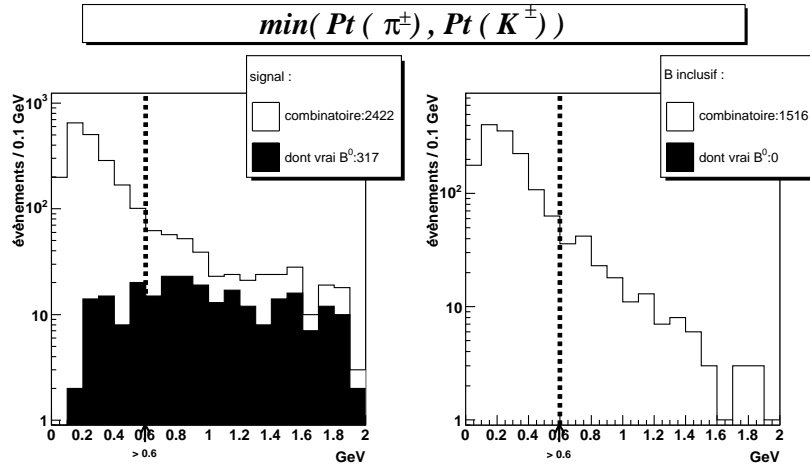 min( Pt ( π± ) , Pt ( K± ) )
signal :
combinatoire:2422
dont vrai B⁰:317
évènements / 0.1 GeV
10³
10²
10
1
0 0.2 0.4 0.6 0.8 1 1.2 1.4 1.6 1.8 2
> 0.6
GeV
B inclusif :
combinatoire:1516
dont vrai B⁰:0
évènements / 0.1 GeV
10²
10
1
0 0.2 0.4 0.6 0.8 1 1.2 1.4 1.6 1.8 2
> 0.6
GeV